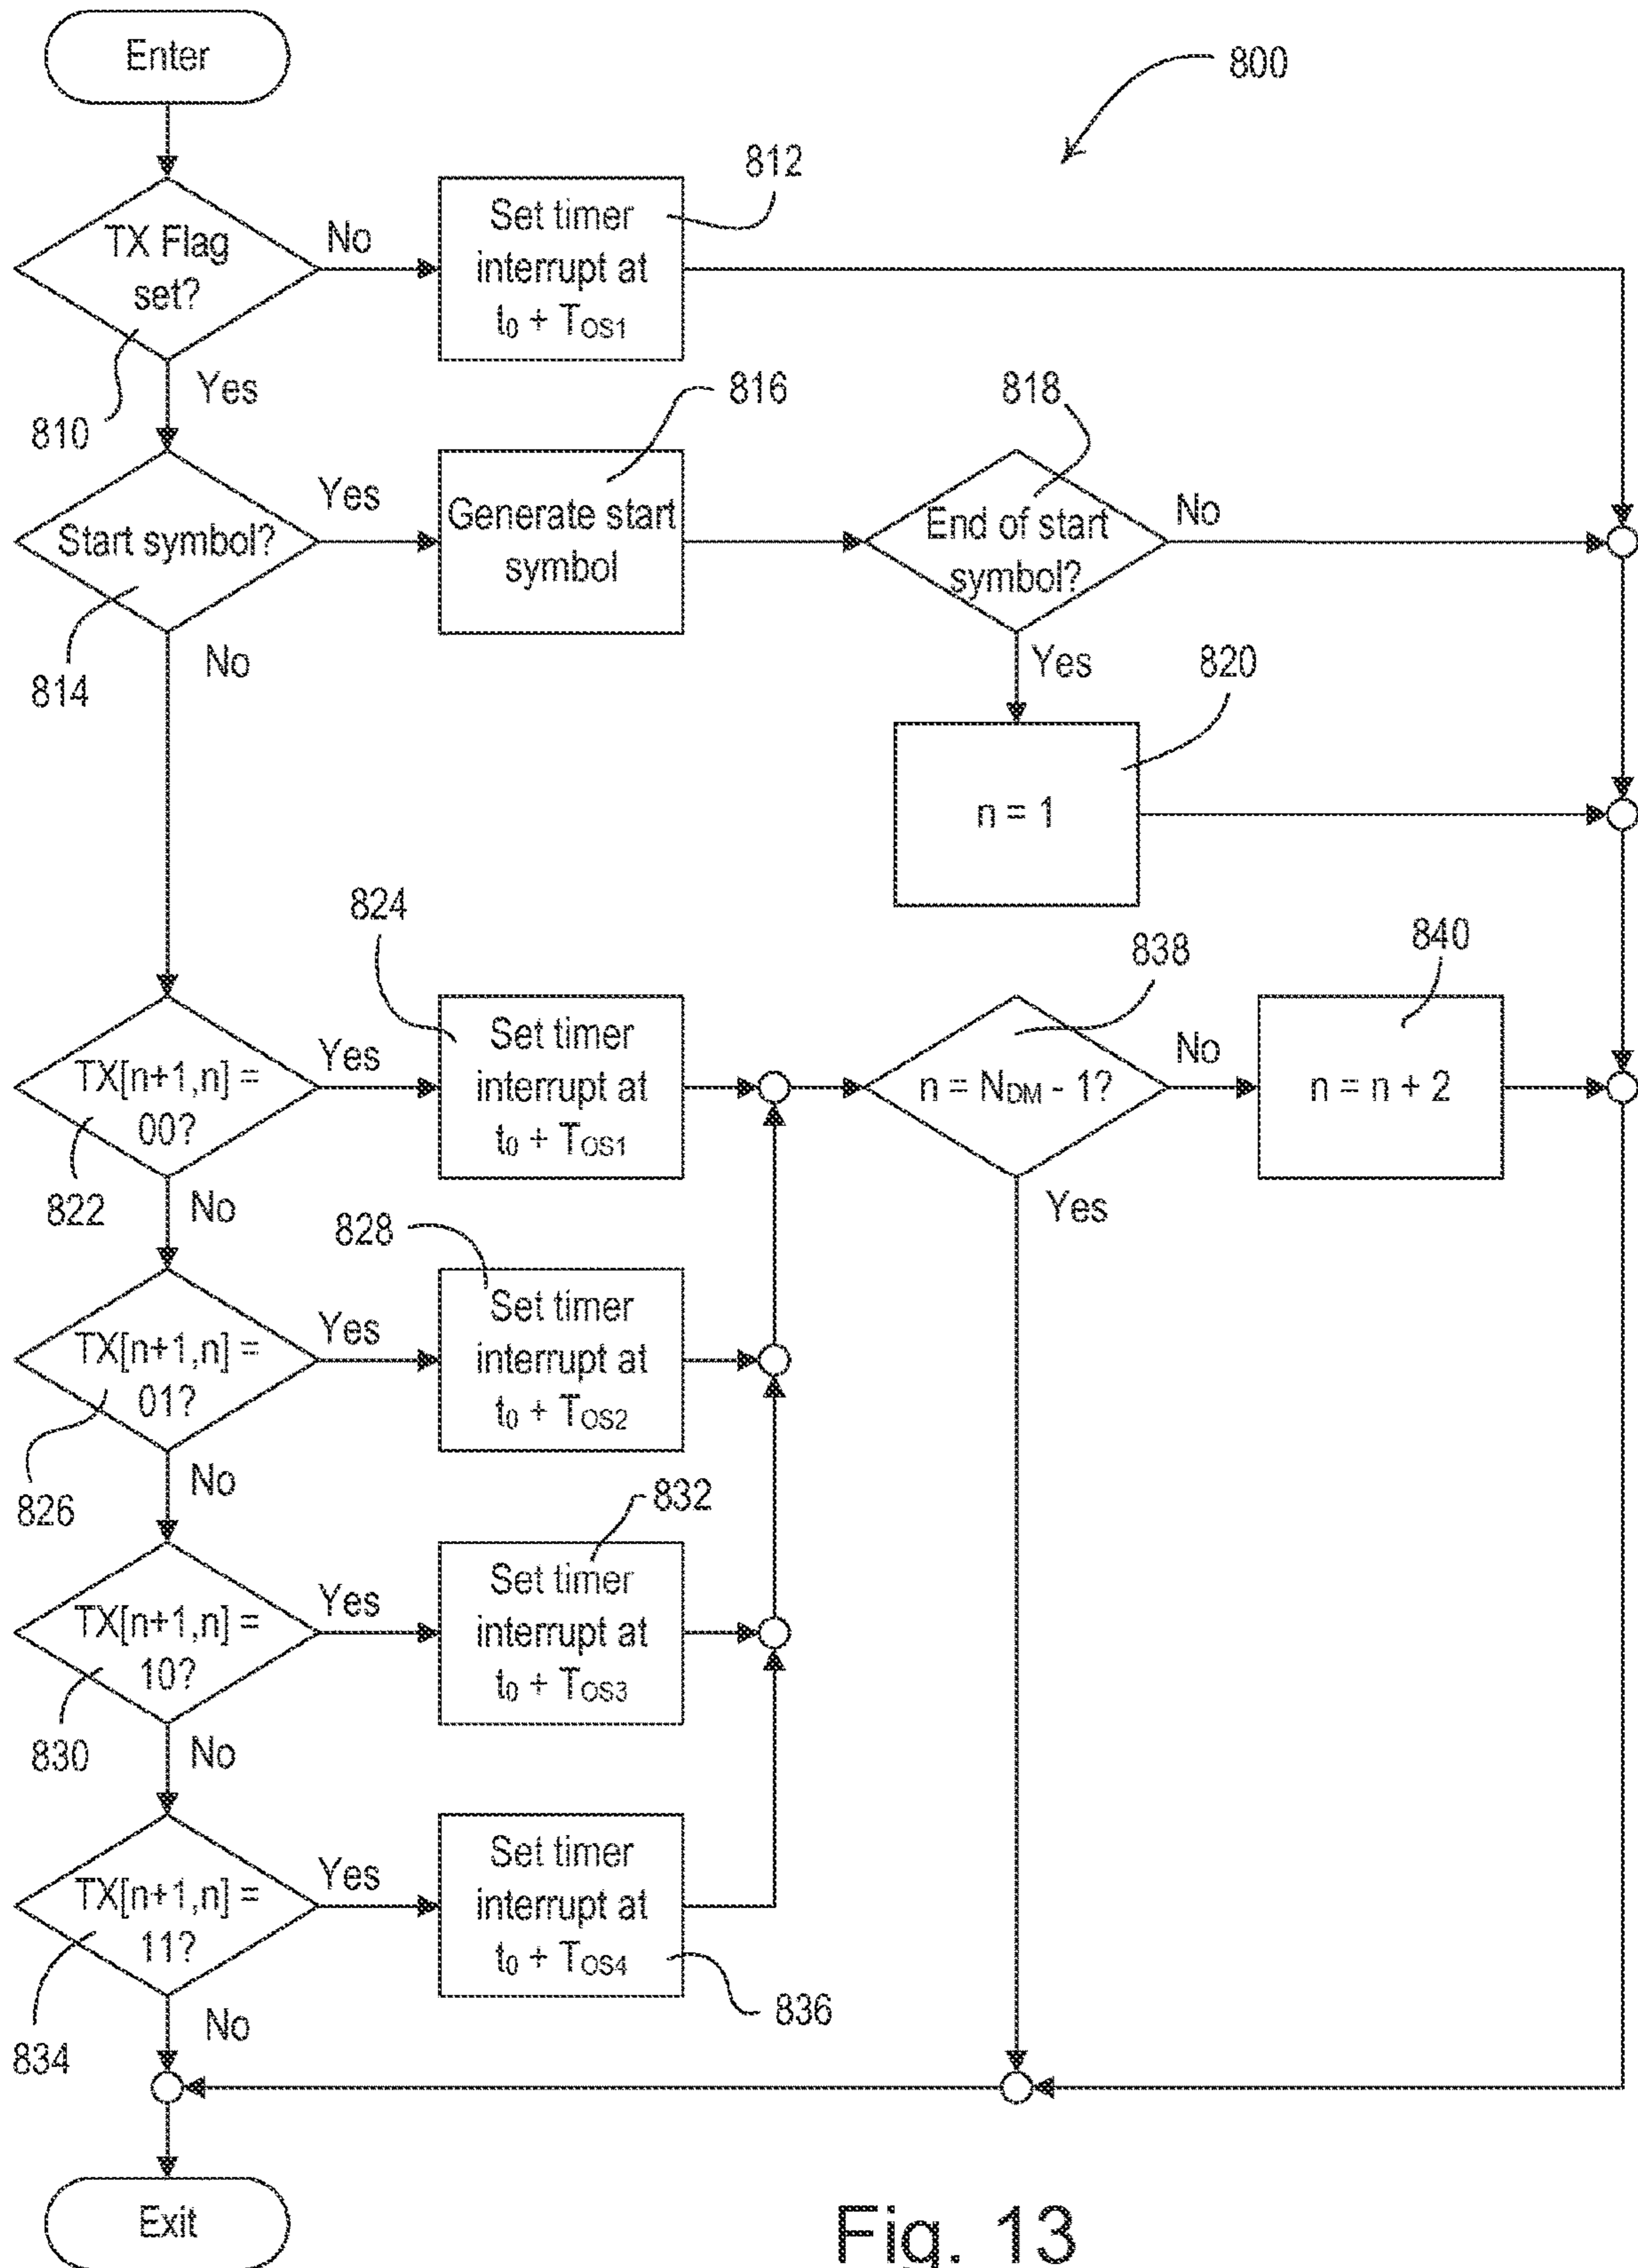 Enter
800
TX Flag
set?
810
No
Set timer
interrupt at
t0 + TOS1
812
Yes
Start symbol?
814
Yes
Generate start
symbol
816
End of start
symbol?
818
No
Yes
n = 1
820
No
TX[n+1,n] =
00?
822
Yes
Set timer
interrupt at
t0 + TOS1
824
n = NDM - 1?
838
No
n = n + 2
840
Yes
No
TX[n+1,n] =
01?
826
Yes
Set timer
interrupt at
t0 + TOS2
828
No
TX[n+1,n] =
10?
830
Yes
Set timer
interrupt at
t0 + TOS3
832
No
TX[n+1,n] =
11?
834
Yes
Set timer
interrupt at
t0 + TOS4
836
No
Exit
Fig. 13